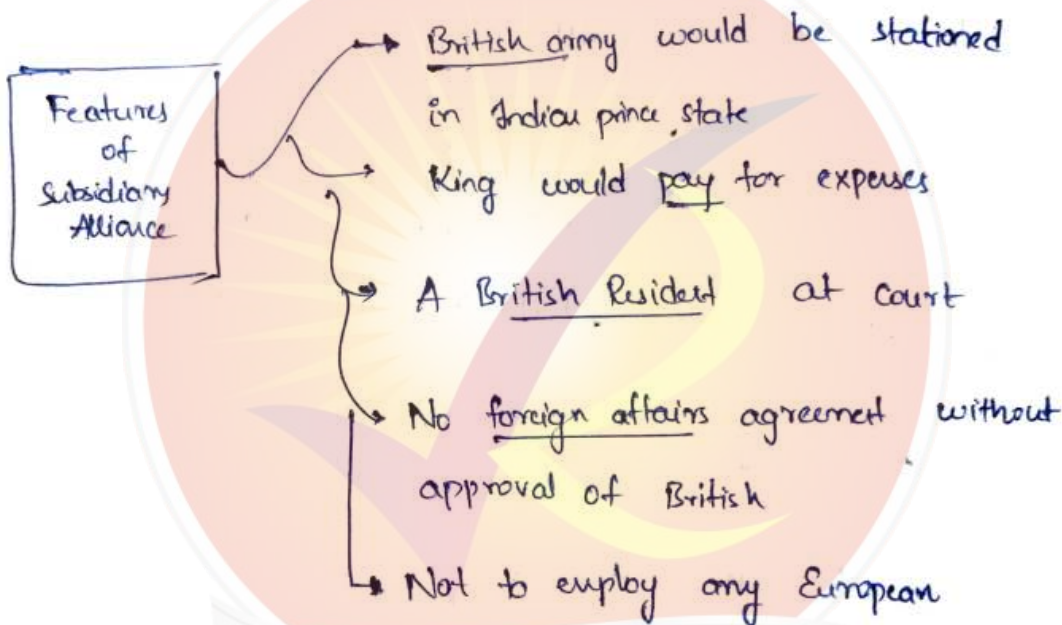 Features
of
Subsidiary
Alliance
British army would be stationed
in Indian prince state
King would pay for expenses
A British Resident at court
No foreign affairs agreement without
approval of British
Not to employ any European